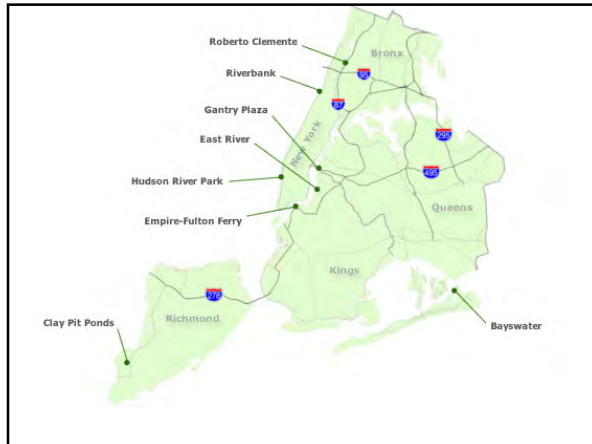 Roberto Clemente
Bronx
Riverbank
95
87
Gantry Plaza
East River
295
New York
495
Hudson River Park
Queens
Empire-Fulton Ferry
Kings
278
Richmond
Clay Pit Ponds
Bayswater